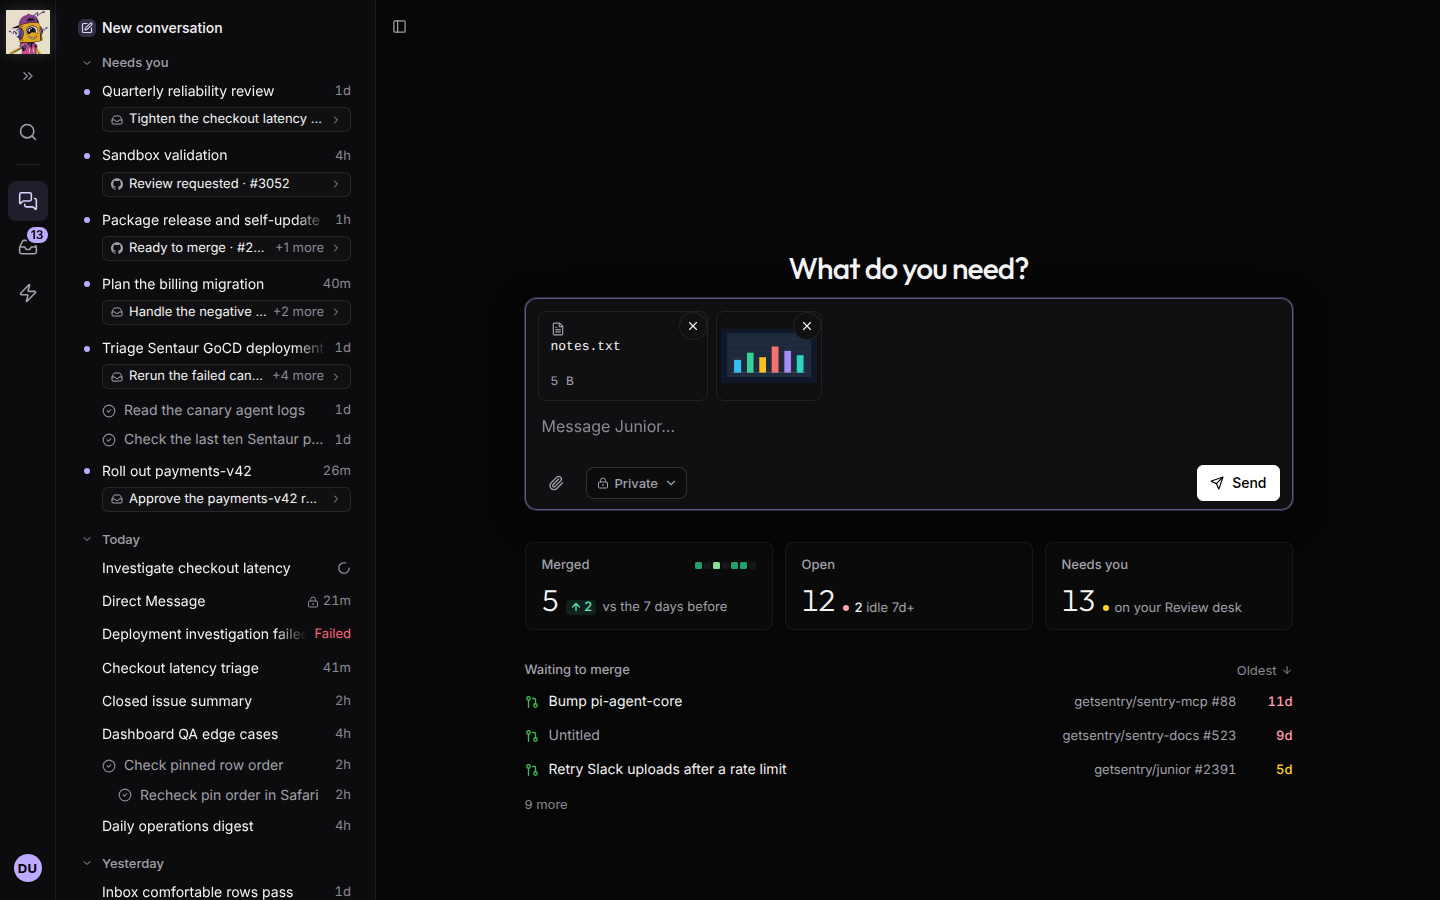 New conversation
Needs you
Quarterly reliability review 1d
Tighten the checkout latency ...
Sandbox validation 4h
Review requested · #3052
Package release and self-update 1h
Ready to merge · #2... +1 more
Plan the billing migration 40m
Handle the negative ... +2 more
Triage Sentaur GoCD deployment 1d
Rerun the failed can... +4 more
Read the canary agent logs 1d
Check the last ten Sentaur p... 1d
Roll out payments-v42 26m
Approve the payments-v42 r...
Today
Investigate checkout latency
Direct Message 21m
Deployment investigation failed Failed
Checkout latency triage 41m
Closed issue summary 2h
Dashboard QA edge cases 4h
Check pinned row order 2h
Recheck pin order in Safari 2h
Daily operations digest 4h
Yesterday
Inbox comfortable rows pass 1d
13
DU
What do you need?
notes.txt
5 B
Message Junior...
Private
Send
Merged
5 2 vs the 7 days before
Open
12 2 idle 7d+
Needs you
13 on your Review desk
Waiting to merge Oldest
Bump pi-agent-core getsentry/sentry-mcp #88 11d
Untitled getsentry/sentry-docs #523 9d
Retry Slack uploads after a rate limit getsentry/junior #2391 5d
9 more